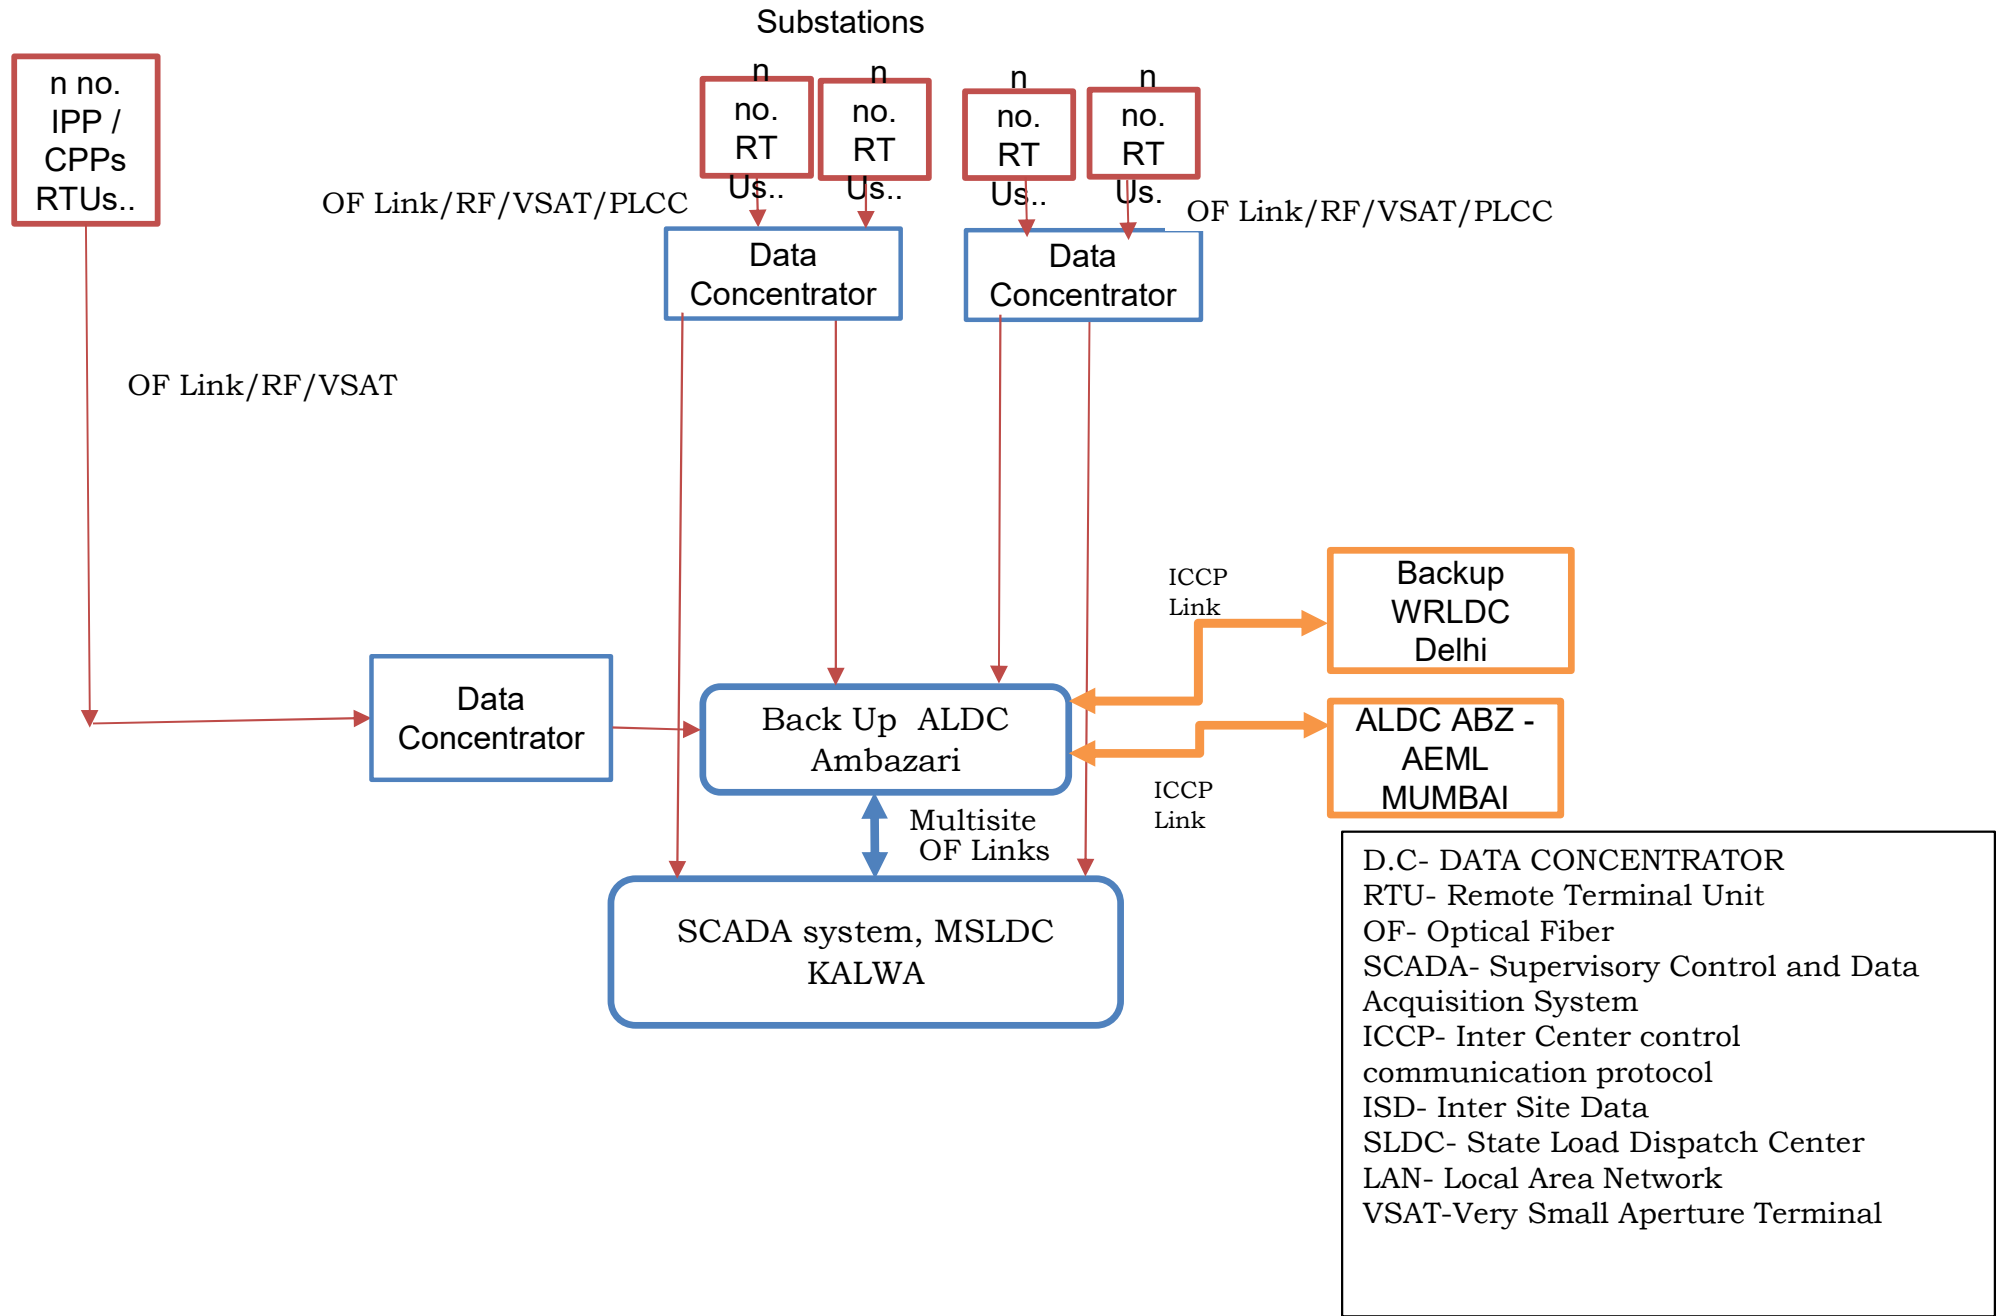 Substations
n no.
IPP /
CPPs
RTUs..
n
no.
RT
Us..
n
no.
RT
Us..
n
no.
RT
Us..
n
no.
RT
Us.
OF Link/RF/VSAT/PLCC
OF Link/RF/VSAT/PLCC
Data
Concentrator
Data
Concentrator
OF Link/RF/VSAT
ICCP
Link
Backup
WRLDC
Delhi
Data
Concentrator
Back Up  ALDC
Ambazari
ALDC ABZ -
AEML
MUMBAI
ICCP
Link
Multisite
OF Links
SCADA system, MSLDC
KALWA
D.C- DATA CONCENTRATOR
RTU- Remote Terminal Unit
OF- Optical Fiber
SCADA- Supervisory Control and Data
Acquisition System
ICCP- Inter Center control
communication protocol
ISD- Inter Site Data
SLDC- State Load Dispatch Center
LAN- Local Area Network
VSAT-Very Small Aperture Terminal